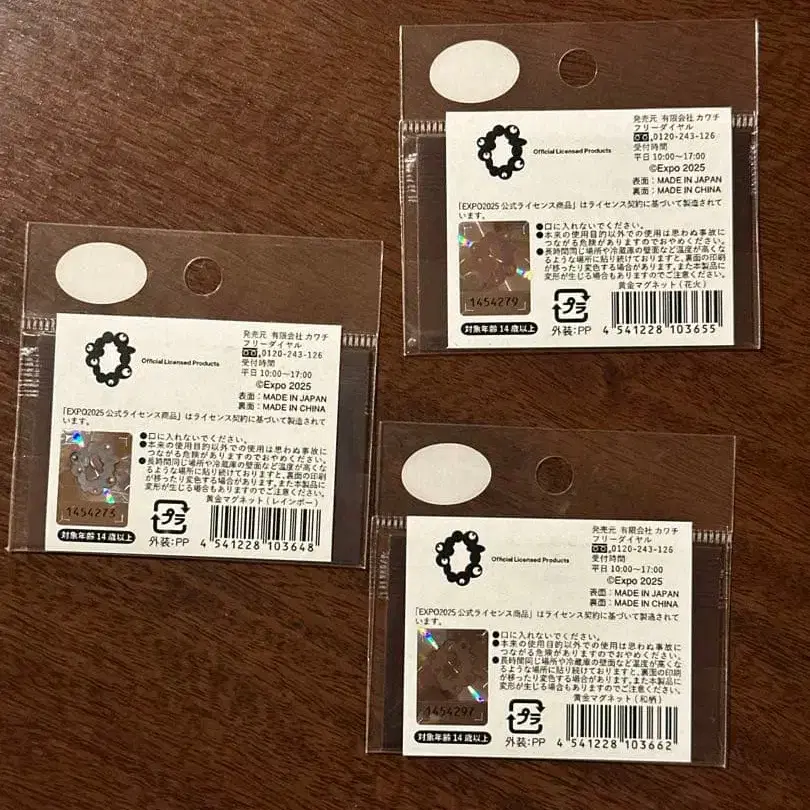 発売元 有限会社 カワチ
フリーダイヤル
0120-243-126
受付時間
平日 10:00〜17:00
©Expo 2025
Official Licensed Products
表面：MADE IN JAPAN
裏面：MADE IN CHINA
「EXPO2025 公式ライセンス商品」はライセンス契約に基づいて製造されて
います。
●口に入れないでください。
●本来の使用目的以外での使用は思わぬ事故に
つながる危険がありますのでおやめください。
●長時間同じ場所や冷蔵庫の壁面など温度が高くな
るような場所に貼り続けておりますと、裏面の印刷
が移ったり変色する場合があります。また本製品に
変形が生じる場合もありますのでご注意ください。
黄金マグネット（花火）
1454279
対象年齢 14 歳以上
プラ
外装：PP
4 541228 103655
発売元 有限会社 カワチ
フリーダイヤル
0120-243-126
受付時間
平日 10:00〜17:00
©Expo 2025
Official Licensed Products
表面：MADE IN JAPAN
裏面：MADE IN CHINA
「EXPO2025 公式ライセンス商品」はライセンス契約に基づいて製造されて
います。
●口に入れないでください。
●本来の使用目的以外での使用は思わぬ事故に
つながる危険がありますのでおやめください。
●長時間同じ場所や冷蔵庫の壁面など温度が高くな
るような場所に貼り続けておりますと、裏面の印刷
が移ったり変色する場合があります。また本製品に
変形が生じる場合もありますのでご注意ください。
黄金マグネット（レインボー）
1454273
対象年齢 14 歳以上
プラ
外装：PP
4 541228 103648
発売元 有限会社 カワチ
フリーダイヤル
0120-243-126
受付時間
平日 10:00〜17:00
©Expo 2025
Official Licensed Products
表面：MADE IN JAPAN
裏面：MADE IN CHINA
「EXPO2025 公式ライセンス商品」はライセンス契約に基づいて製造されて
います。
●口に入れないでください。
●本来の使用目的以外での使用は思わぬ事故に
つながる危険がありますのでおやめください。
●長時間同じ場所や冷蔵庫の壁面など温度が高くな
るような場所に貼り続けておりますと、裏面の印刷
が移ったり変色する場合があります。また本製品に
変形が生じる場合もありますのでご注意ください。
黄金マグネット（和柄）
1454297
対象年齢 14 歳以上
プラ
外装：PP
4 541228 103662